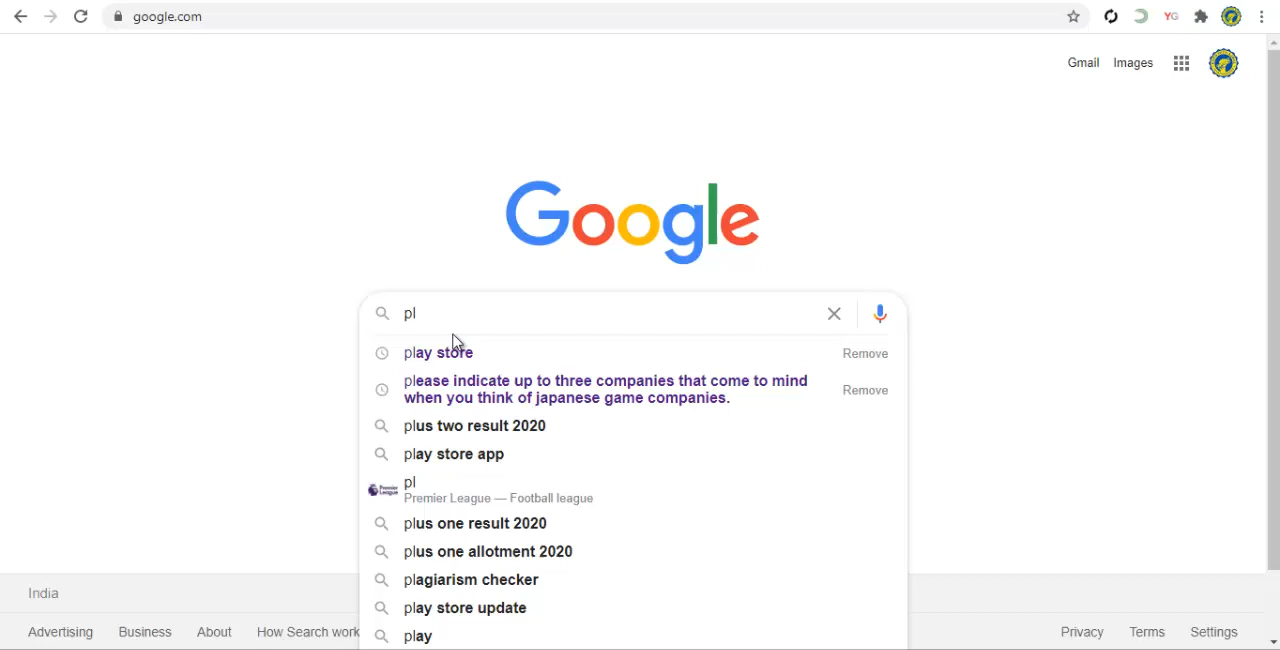 google.com
YG
Gmail Images
Google
pl
play store Remove
please indicate up to three companies that come to mind
when you think of japanese game companies. Remove
plus two result 2020
play store app
pl
Premier League
Premier League — Football league
plus one result 2020
plus one allotment 2020
plagiarism checker
play store update
play
India
Advertising Business About How Search work
Privacy Terms Settings